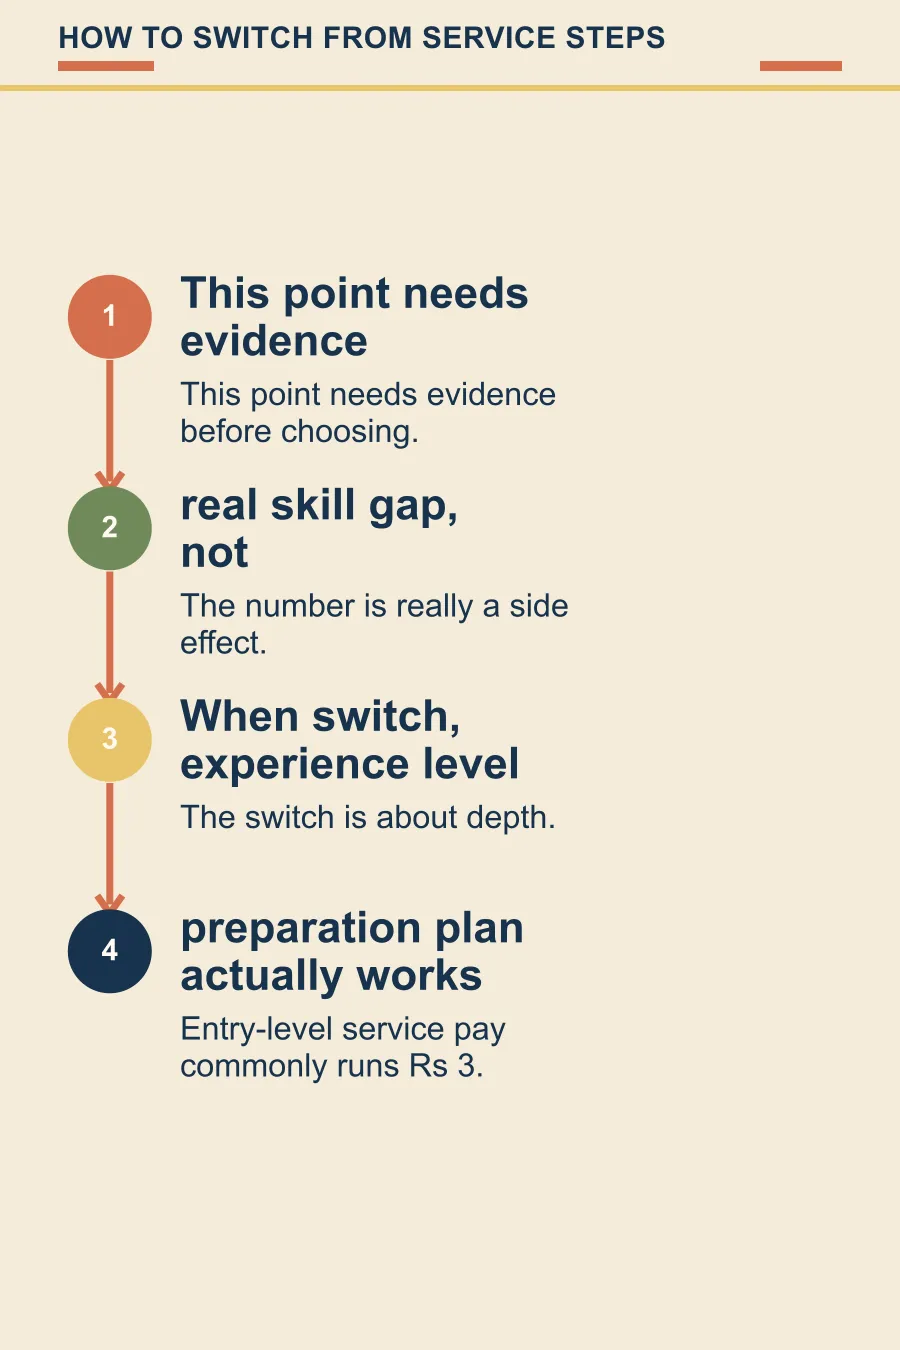 HOW TO SWITCH FROM SERVICE STEPS
1
This point needs
evidence
This point needs evidence
before choosing.
2
real skill gap,
not
The number is really a side
effect.
3
When switch,
experience level
The switch is about depth.
4
preparation plan
actually works
Entry-level service pay
commonly runs Rs 3.